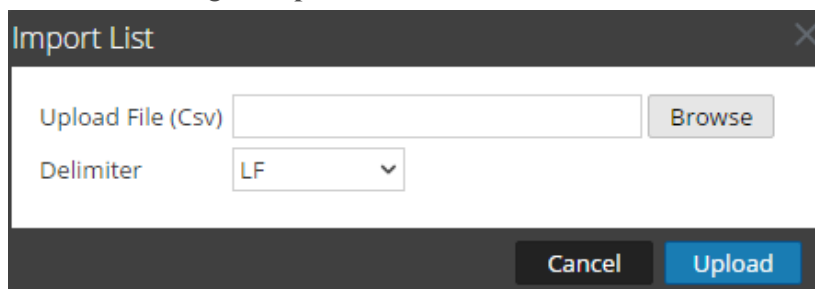 Import List
Upload File (Csv) Browse
Delimiter LF
Cancel Upload